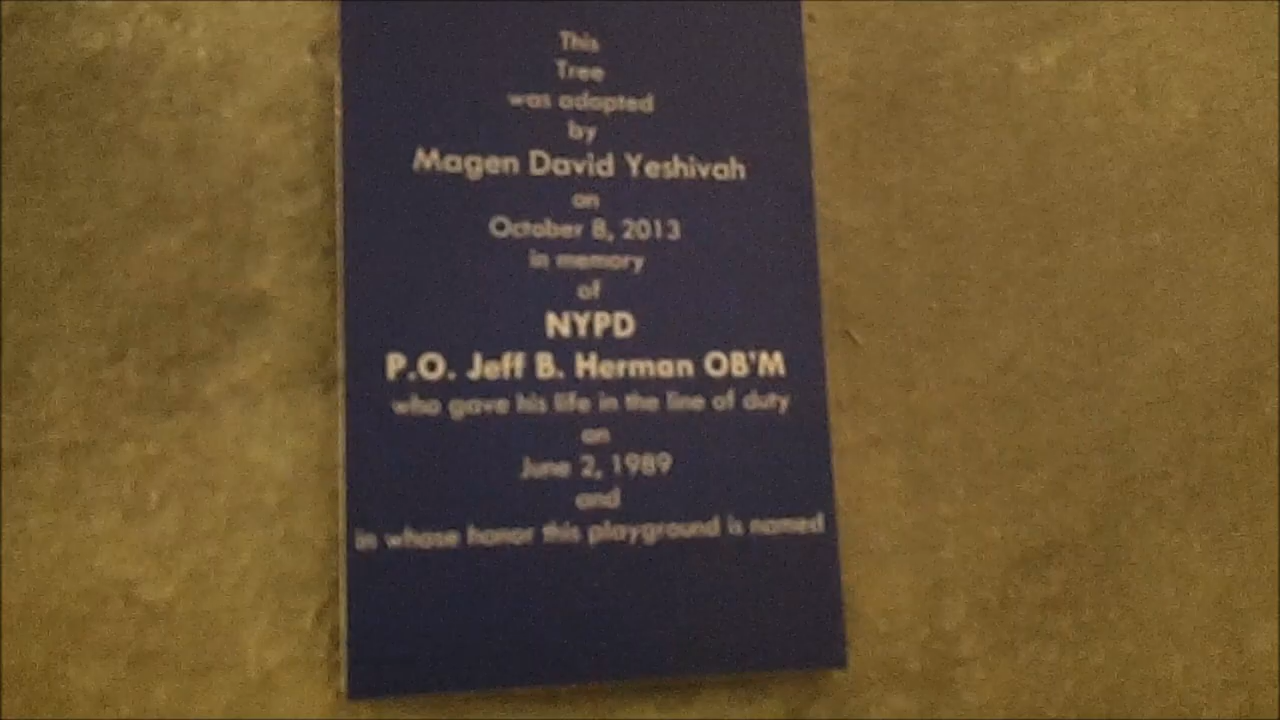 This
Tree
was adopted
by
Magen David Yeshivah
on
October 8, 2013
in memory
of
NYPD
P.O. Jeff B. Herman OB'M
who gave his life in the line of duty
on
June 2, 1989
and
in whose honor this playground is named